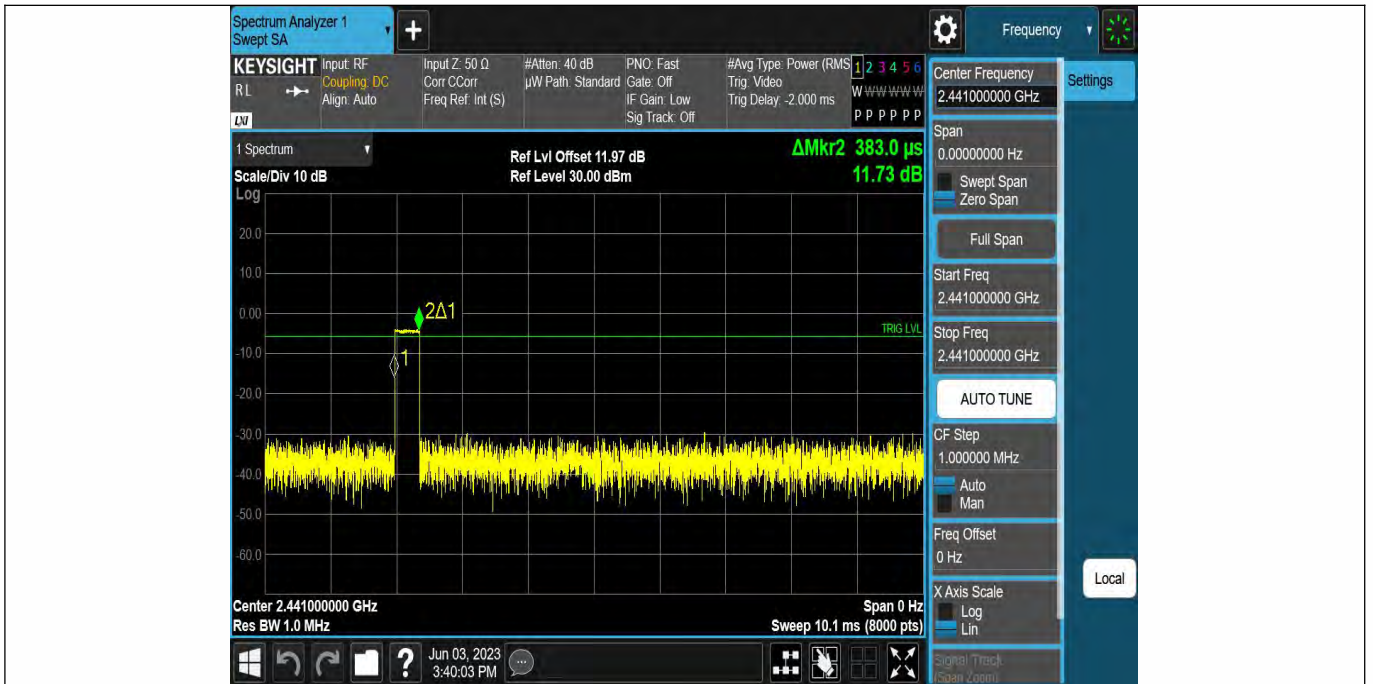 Spectrum Analyzer 1
Swept SA
+
Frequency
KEYSIGHT
RL
LXI
Input: RF
Coupling: DC
Align: Auto
Input Z: 50 Ω
Corr CCorr
Freq Ref: Int (S)
#Atten: 40 dB
µW Path: Standard
PNO: Fast
Gate: Off
IF Gain: Low
Sig Track: Off
#Avg Type: Power (RMS
Trig: Video
Trig Delay: -2.000 ms
1 2 3 4 5 6
W W W W W W
P P P P P P
1 Spectrum
Scale/Div 10 dB
Ref Lvl Offset 11.97 dB
Ref Level 30.00 dBm
ΔMkr2 383.0 µs
11.73 dB
Log
20.0
10.0
0.00
-10.0
-20.0
-30.0
-40.0
-50.0
-60.0
2Δ1
1
TRIG LVL
Center 2.441000000 GHz
Res BW 1.0 MHz
Span 0 Hz
Sweep 10.1 ms (8000 pts)
Center Frequency
2.441000000 GHz
Settings
Span
0.00000000 Hz
Swept Span
Zero Span
Full Span
Start Freq
2.441000000 GHz
Stop Freq
2.441000000 GHz
AUTO TUNE
CF Step
1.000000 MHz
Auto
Man
Freq Offset
0 Hz
X Axis Scale
Log
Lin
Signal Track
(Span Zoom)
Local
?
Jun 03, 2023
3:40:03 PM